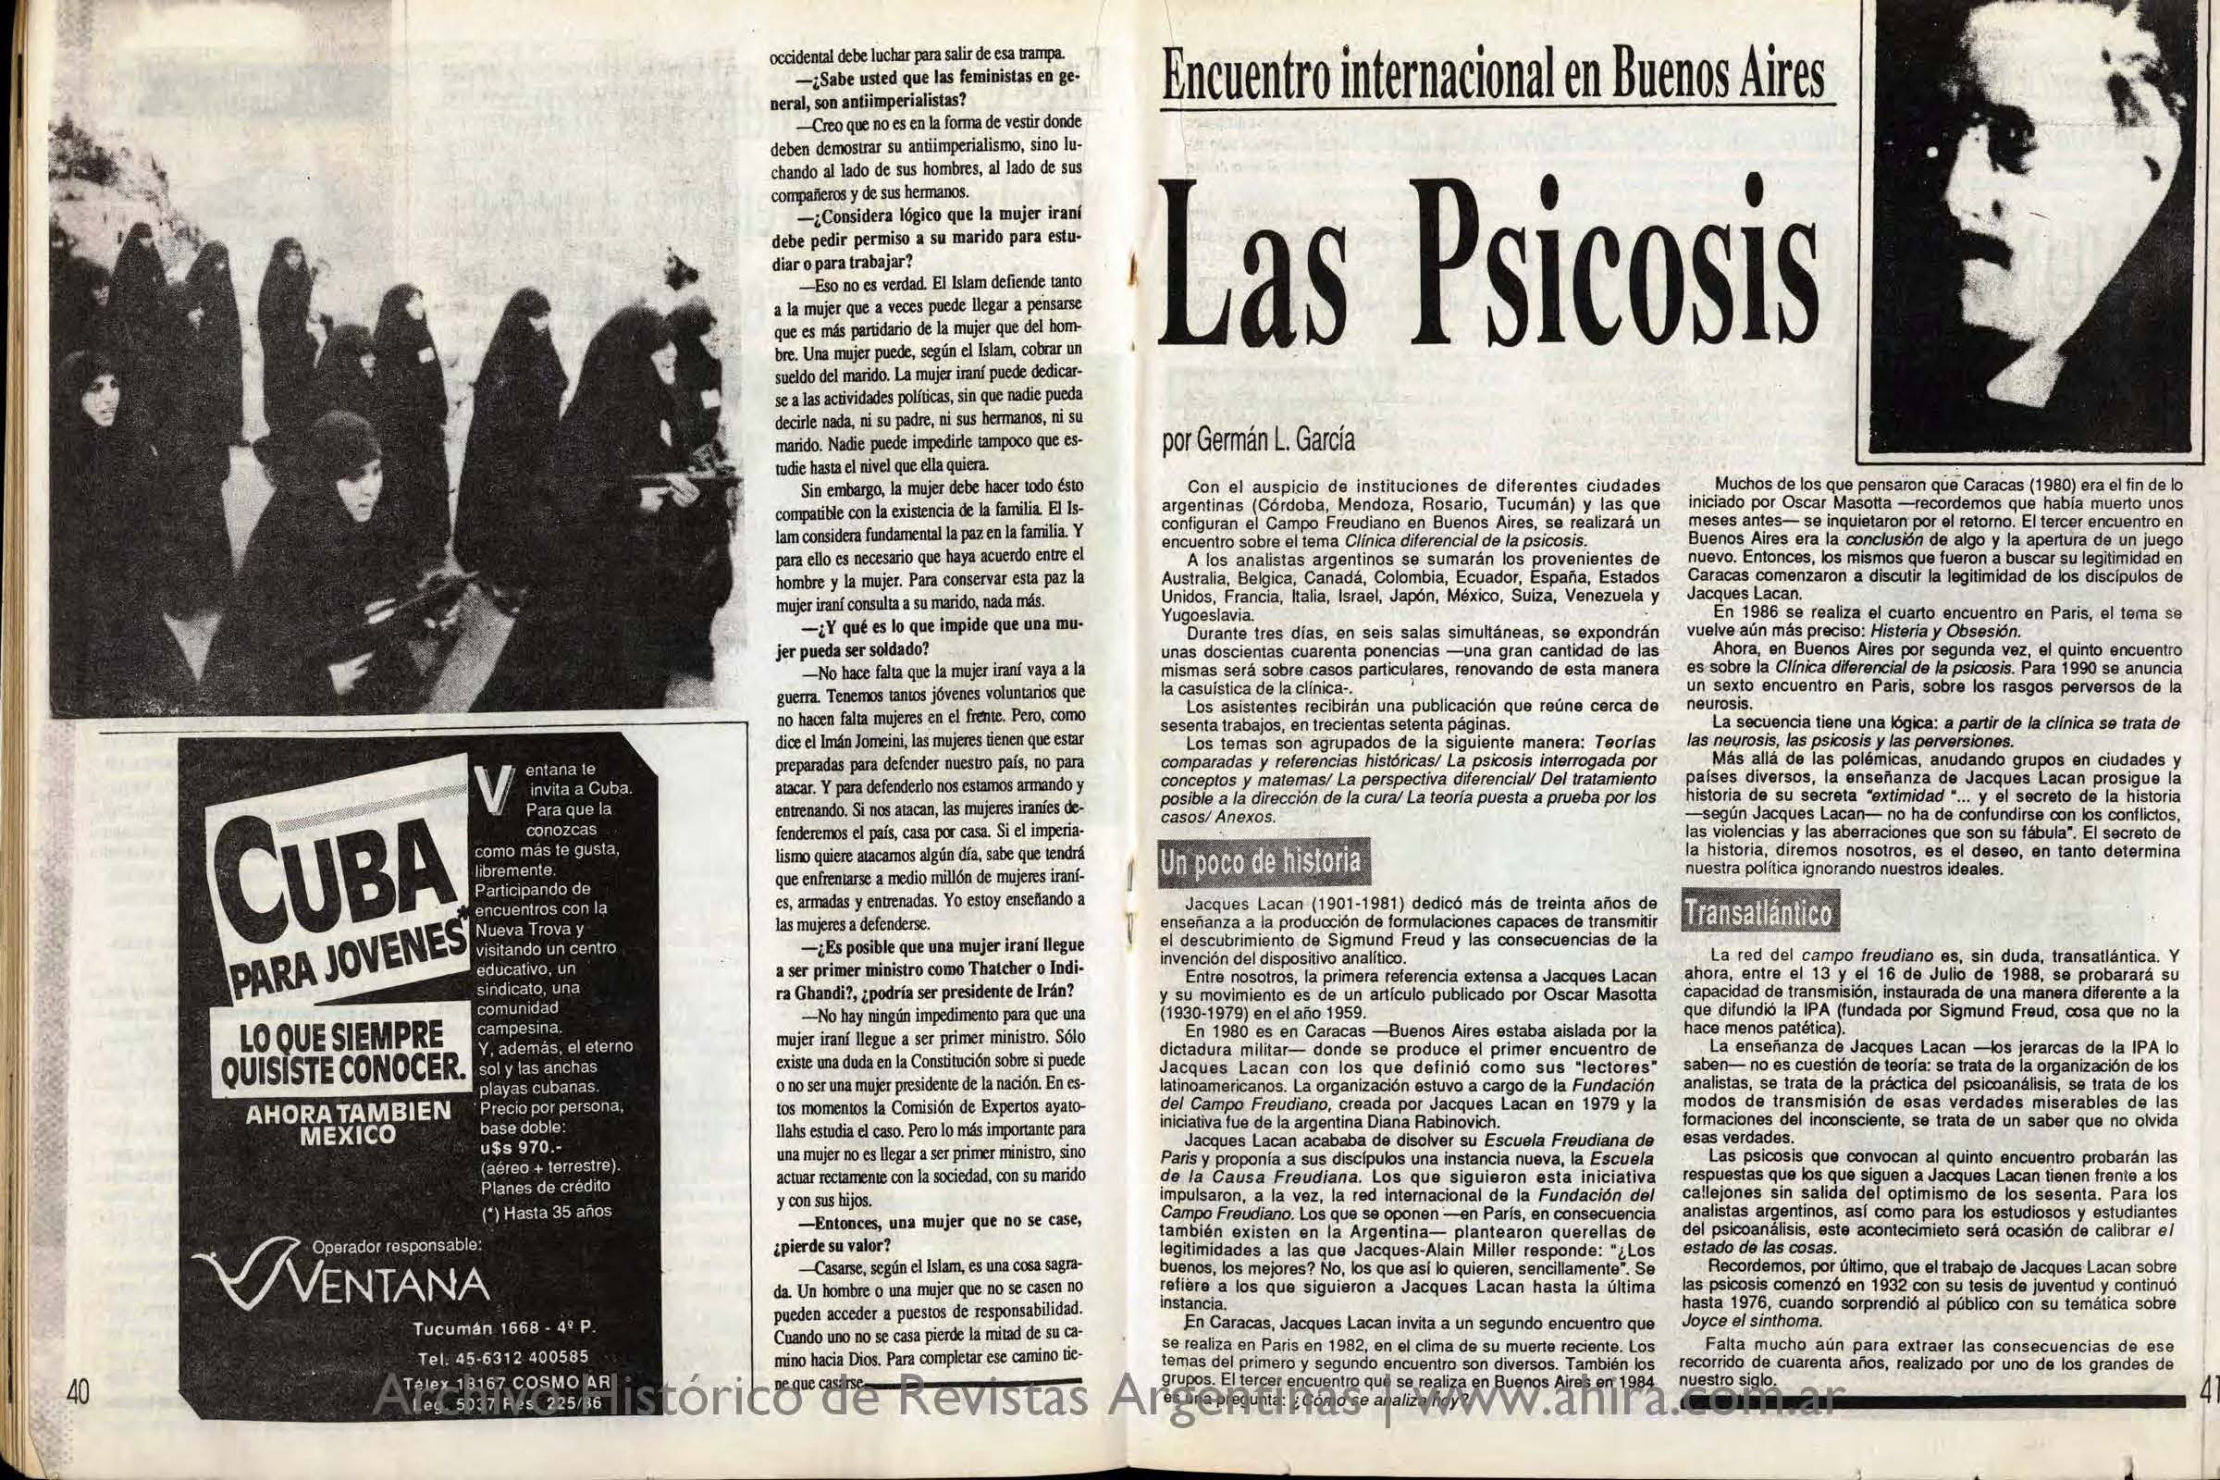 occidental debe luchar para salir de esa trampa.
—¿Sabe usted que las feministas en ge-
neral, son antiimperialistas?
—Creo que no es en la forma de vestir donde
deben demostrar su antiimperialismo, sino lu-
chando al lado de sus hombres, al lado de sus
compañeros y de sus hermanos.
—¿Considera lógico que la mujer iraní
debe pedir permiso a su marido para estu-
diar o para trabajar?
—Eso no es verdad. El Islam defiende tanto
a la mujer que a veces puede llegar a pensarse
que es más partidario de la mujer que del hom-
bre. Una mujer puede, según el Islam, cobrar un
sueldo del marido. La mujer iraní puede dedicar-
se a las actividades políticas, sin que nadie pueda
decirle nada, ni su padre, ni sus hermanos, ni su
marido. Nadie puede impedirle tampoco que es-
tudie hasta el nivel que ella quiera.
Sin embargo, la mujer debe hacer todo ésto
compatible con la existencia de la familia. El Is-
lam considera fundamental la paz en la familia. Y
para ello es necesario que haya acuerdo entre el
hombre y la mujer. Para conservar esta paz la
mujer iraní consulta a su marido, nada más.
—¿Y qué es lo que impide que una mu-
jer pueda ser soldado?
—No hace falta que la mujer iraní vaya a la
guerra. Tenemos tantos jóvenes voluntarios que
no hacen falta mujeres en el frente. Pero, como
dice el Imán Jomeini, las mujeres tienen que estar
preparadas para defender nuestro país, no para
atacar. Y para defenderlo nos estamos armando y
entrenando. Si nos atacan, las mujeres iraníes de-
fenderemos el país, casa por casa. Si el imperia-
lismo quiere atacarnos algún día, sabe que tendrá
que enfrentarse a medio millón de mujeres iraní-
es, armadas y entrenadas. Yo estoy enseñando a
las mujeres a defenderse.
—¿Es posible que una mujer iraní llegue
a ser primer ministro como Thatcher o Indi-
ra Ghandi?, ¿podría ser presidente de Irán?
—No hay ningún impedimento para que una
mujer iraní llegue a ser primer ministro. Sólo
existe una duda en la Constitución sobre si puede
o no ser una mujer presidente de la nación. En es-
tos momentos la Comisión de Expertos ayato-
llahs estudia el caso. Pero lo más importante para
una mujer no es llegar a ser primer ministro, sino
actuar rectamente con la sociedad, con su marido
y con sus hijos.
—Entonces, una mujer que no se case,
¿pierde su valor?
—Casarse, según el Islam, es una cosa sagra-
da. Un hombre o una mujer que no se casen no
pueden acceder a puestos de responsabilidad.
Cuando uno no se casa pierde la mitad de su ca-
mino hacia Dios. Para completar ese camino tie-
ne que casarse.
CUBA
PARA JOVENES*
LO QUE SIEMPRE
QUISISTE CONOCER.
AHORA TAMBIEN
MEXICO
Ventana te
invita a Cuba.
Para que la
conozcas
como más te gusta,
libremente.
Participando de
encuentros con la
Nueva Trova y
visitando un centro
educativo, un
sindicato, una
comunidad
campesina.
Y, además, el eterno
sol y las anchas
playas cubanas.
Precio por persona,
base doble:
u$s 970.-
(aéreo + terrestre).
Planes de crédito
(*) Hasta 35 años
Operador responsable:
VENTANA
Tucumán 1668 - 4º P.
Tel. 45-6312 400585
Télex 18167 COSMO AR
Leg. 5037 Res. 225/86
40
Encuentro internacional en Buenos Aires
Las Psicosis
por Germán L. García
Con el auspicio de instituciones de diferentes ciudades
argentinas (Córdoba, Mendoza, Rosario, Tucumán) y las que
configuran el Campo Freudiano en Buenos Aires, se realizará un
encuentro sobre el tema Clínica diferencial de la psicosis.
A los analistas argentinos se sumarán los provenientes de
Australia, Belgica, Canadá, Colombia, Ecuador, España, Estados
Unidos, Francia, Italia, Israel, Japón, México, Suiza, Venezuela y
Yugoeslavia.
Durante tres días, en seis salas simultáneas, se expondrán
unas doscientas cuarenta ponencias —una gran cantidad de las
mismas será sobre casos particulares, renovando de esta manera
la casuística de la clínica-.
Los asistentes recibirán una publicación que reúne cerca de
sesenta trabajos, en trecientas setenta páginas.
Los temas son agrupados de la siguiente manera: Teorías
comparadas y referencias históricas/ La psicosis interrogada por
conceptos y matemas/ La perspectiva diferencial/ Del tratamiento
posible a la dirección de la cura/ La teoría puesta a prueba por los
casos/ Anexos.
Un poco de historia
Jacques Lacan (1901-1981) dedicó más de treinta años de
enseñanza a la producción de formulaciones capaces de transmitir
el descubrimiento de Sigmund Freud y las consecuencias de la
invención del dispositivo analítico.
Entre nosotros, la primera referencia extensa a Jacques Lacan
y su movimiento es de un artículo publicado por Oscar Masotta
(1930-1979) en el año 1959.
En 1980 es en Caracas —Buenos Aires estaba aislada por la
dictadura militar— donde se produce el primer encuentro de
Jacques Lacan con los que definió como sus "lectores"
latinoamericanos. La organización estuvo a cargo de la Fundación
del Campo Freudiano, creada por Jacques Lacan en 1979 y la
iniciativa fue de la argentina Diana Rabinovich.
Jacques Lacan acababa de disolver su Escuela Freudiana de
Paris y proponía a sus discípulos una instancia nueva, la Escuela
de la Causa Freudiana. Los que siguieron esta iniciativa
impulsaron, a la vez, la red internacional de la Fundación del
Campo Freudiano. Los que se oponen —en París, en consecuencia
también existen en la Argentina— plantearon querellas de
legitimidades a las que Jacques-Alain Miller responde: "¿Los
buenos, los mejores? No, los que así lo quieren, sencillamente". Se
refiere a los que siguieron a Jacques Lacan hasta la última
instancia.
En Caracas, Jacques Lacan invita a un segundo encuentro que
se realiza en Paris en 1982, en el clima de su muerte reciente. Los
temas del primero y segundo encuentro son diversos. También los
grupos. El tercer encuentro que se realiza en Buenos Aires en 1984
es una pregunta: ¿Cómo se analiza hoy?
Muchos de los que pensaron que Caracas (1980) era el fin de lo
iniciado por Oscar Masotta —recordemos que había muerto unos
meses antes— se inquietaron por el retorno. El tercer encuentro en
Buenos Aires era la conclusión de algo y la apertura de un juego
nuevo. Entonces, los mismos que fueron a buscar su legitimidad en
Caracas comenzaron a discutir la legitimidad de los discípulos de
Jacques Lacan.
En 1986 se realiza el cuarto encuentro en Paris, el tema se
vuelve aún más preciso: Histeria y Obsesión.
Ahora, en Buenos Aires por segunda vez, el quinto encuentro
es sobre la Clínica diferencial de la psicosis. Para 1990 se anuncia
un sexto encuentro en Paris, sobre los rasgos perversos de la
neurosis.
La secuencia tiene una lógica: a partir de la clínica se trata de
las neurosis, las psicosis y las perversiones.
Más allá de las polémicas, anudando grupos en ciudades y
países diversos, la enseñanza de Jacques Lacan prosigue la
historia de su secreta "extimidad "... y el secreto de la historia
—según Jacques Lacan— no ha de confundirse con los conflictos,
las violencias y las aberraciones que son su fábula". El secreto de
la historia, diremos nosotros, es el deseo, en tanto determina
nuestra política ignorando nuestros ideales.
Transatlántico
La red del campo freudiano es, sin duda, transatlántica. Y
ahora, entre el 13 y el 16 de Julio de 1988, se probarará su
capacidad de transmisión, instaurada de una manera diferente a la
que difundió la IPA (fundada por Sigmund Freud, cosa que no la
hace menos patética).
La enseñanza de Jacques Lacan —los jerarcas de la IPA lo
saben— no es cuestión de teoría: se trata de la organización de los
analistas, se trata de la práctica del psicoanálisis, se trata de los
modos de transmisión de esas verdades miserables de las
formaciones del inconsciente, se trata de un saber que no olvida
esas verdades.
Las psicosis que convocan al quinto encuentro probarán las
respuestas que los que siguen a Jacques Lacan tienen frente a los
callejones sin salida del optimismo de los sesenta. Para los
analistas argentinos, así como para los estudiosos y estudiantes
del psicoanálisis, este acontecimieto será ocasión de calibrar el
estado de las cosas.
Recordemos, por último, que el trabajo de Jacques Lacan sobre
las psicosis comenzó en 1932 con su tesis de juventud y continuó
hasta 1976, cuando sorprendió al público con su temática sobre
Joyce el sinthoma.
Falta mucho aún para extraer las consecuencias de ese
recorrido de cuarenta años, realizado por uno de los grandes de
nuestro siglo.
41
Archivo Histórico de Revistas Argentinas | www.ahira.com.ar